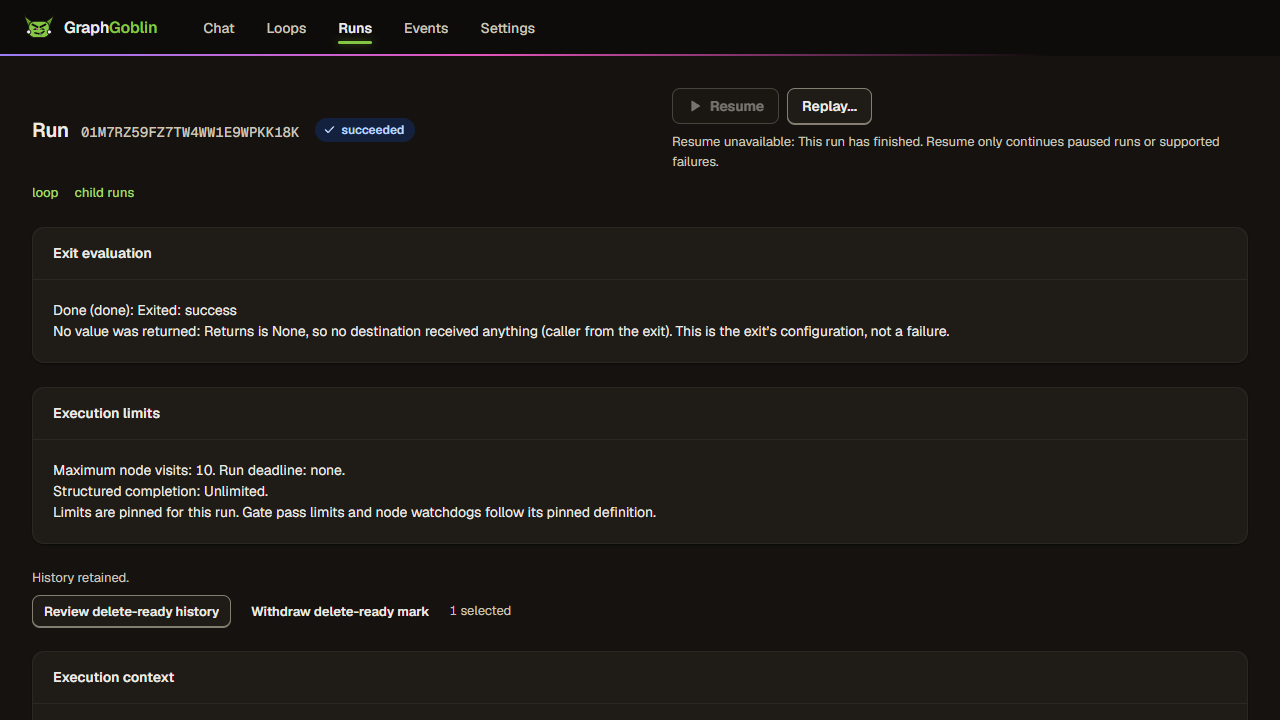 GraphGoblin
Chat
Loops
Runs
Events
Settings
Run 01M7RZ59FZ7TW4WW1E9WPKK18K succeeded
Resume
Replay...
Resume unavailable: This run has finished. Resume only continues paused runs or supported
failures.
loop
child runs
Exit evaluation
Done (done): Exited: success
No value was returned: Returns is None, so no destination received anything (caller from the exit). This is the exit's configuration, not a failure.
Execution limits
Maximum node visits: 10. Run deadline: none.
Structured completion: Unlimited.
Limits are pinned for this run. Gate pass limits and node watchdogs follow its pinned definition.
History retained.
Review delete-ready history
Withdraw delete-ready mark
1 selected
Execution context